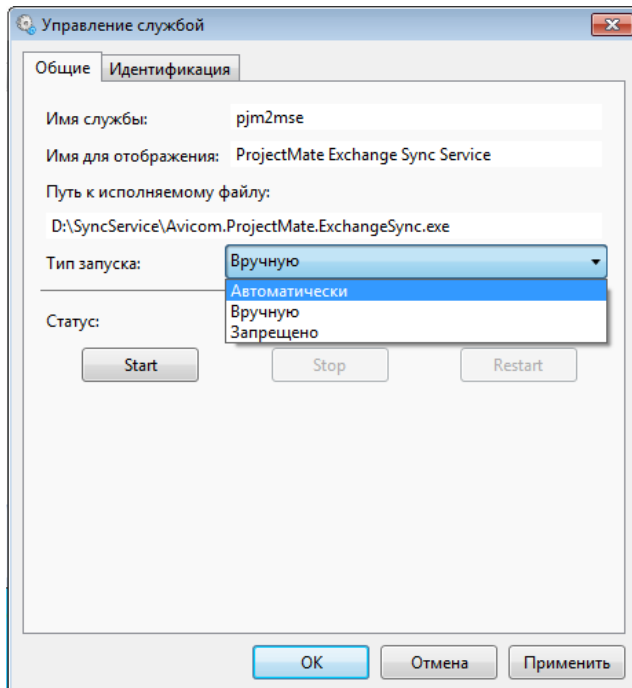 Управление службой
Общие Идентификация
Имя службы: pjm2mse
Имя для отображения: ProjectMate Exchange Sync Service
Путь к исполняемому файлу:
D:\SyncService\Avicom.ProjectMate.ExchangeSync.exe
Тип запуска: Вручную
Автоматически
Вручную
Запрещено
Статус:
Start Stop Restart
OK Отмена Применить